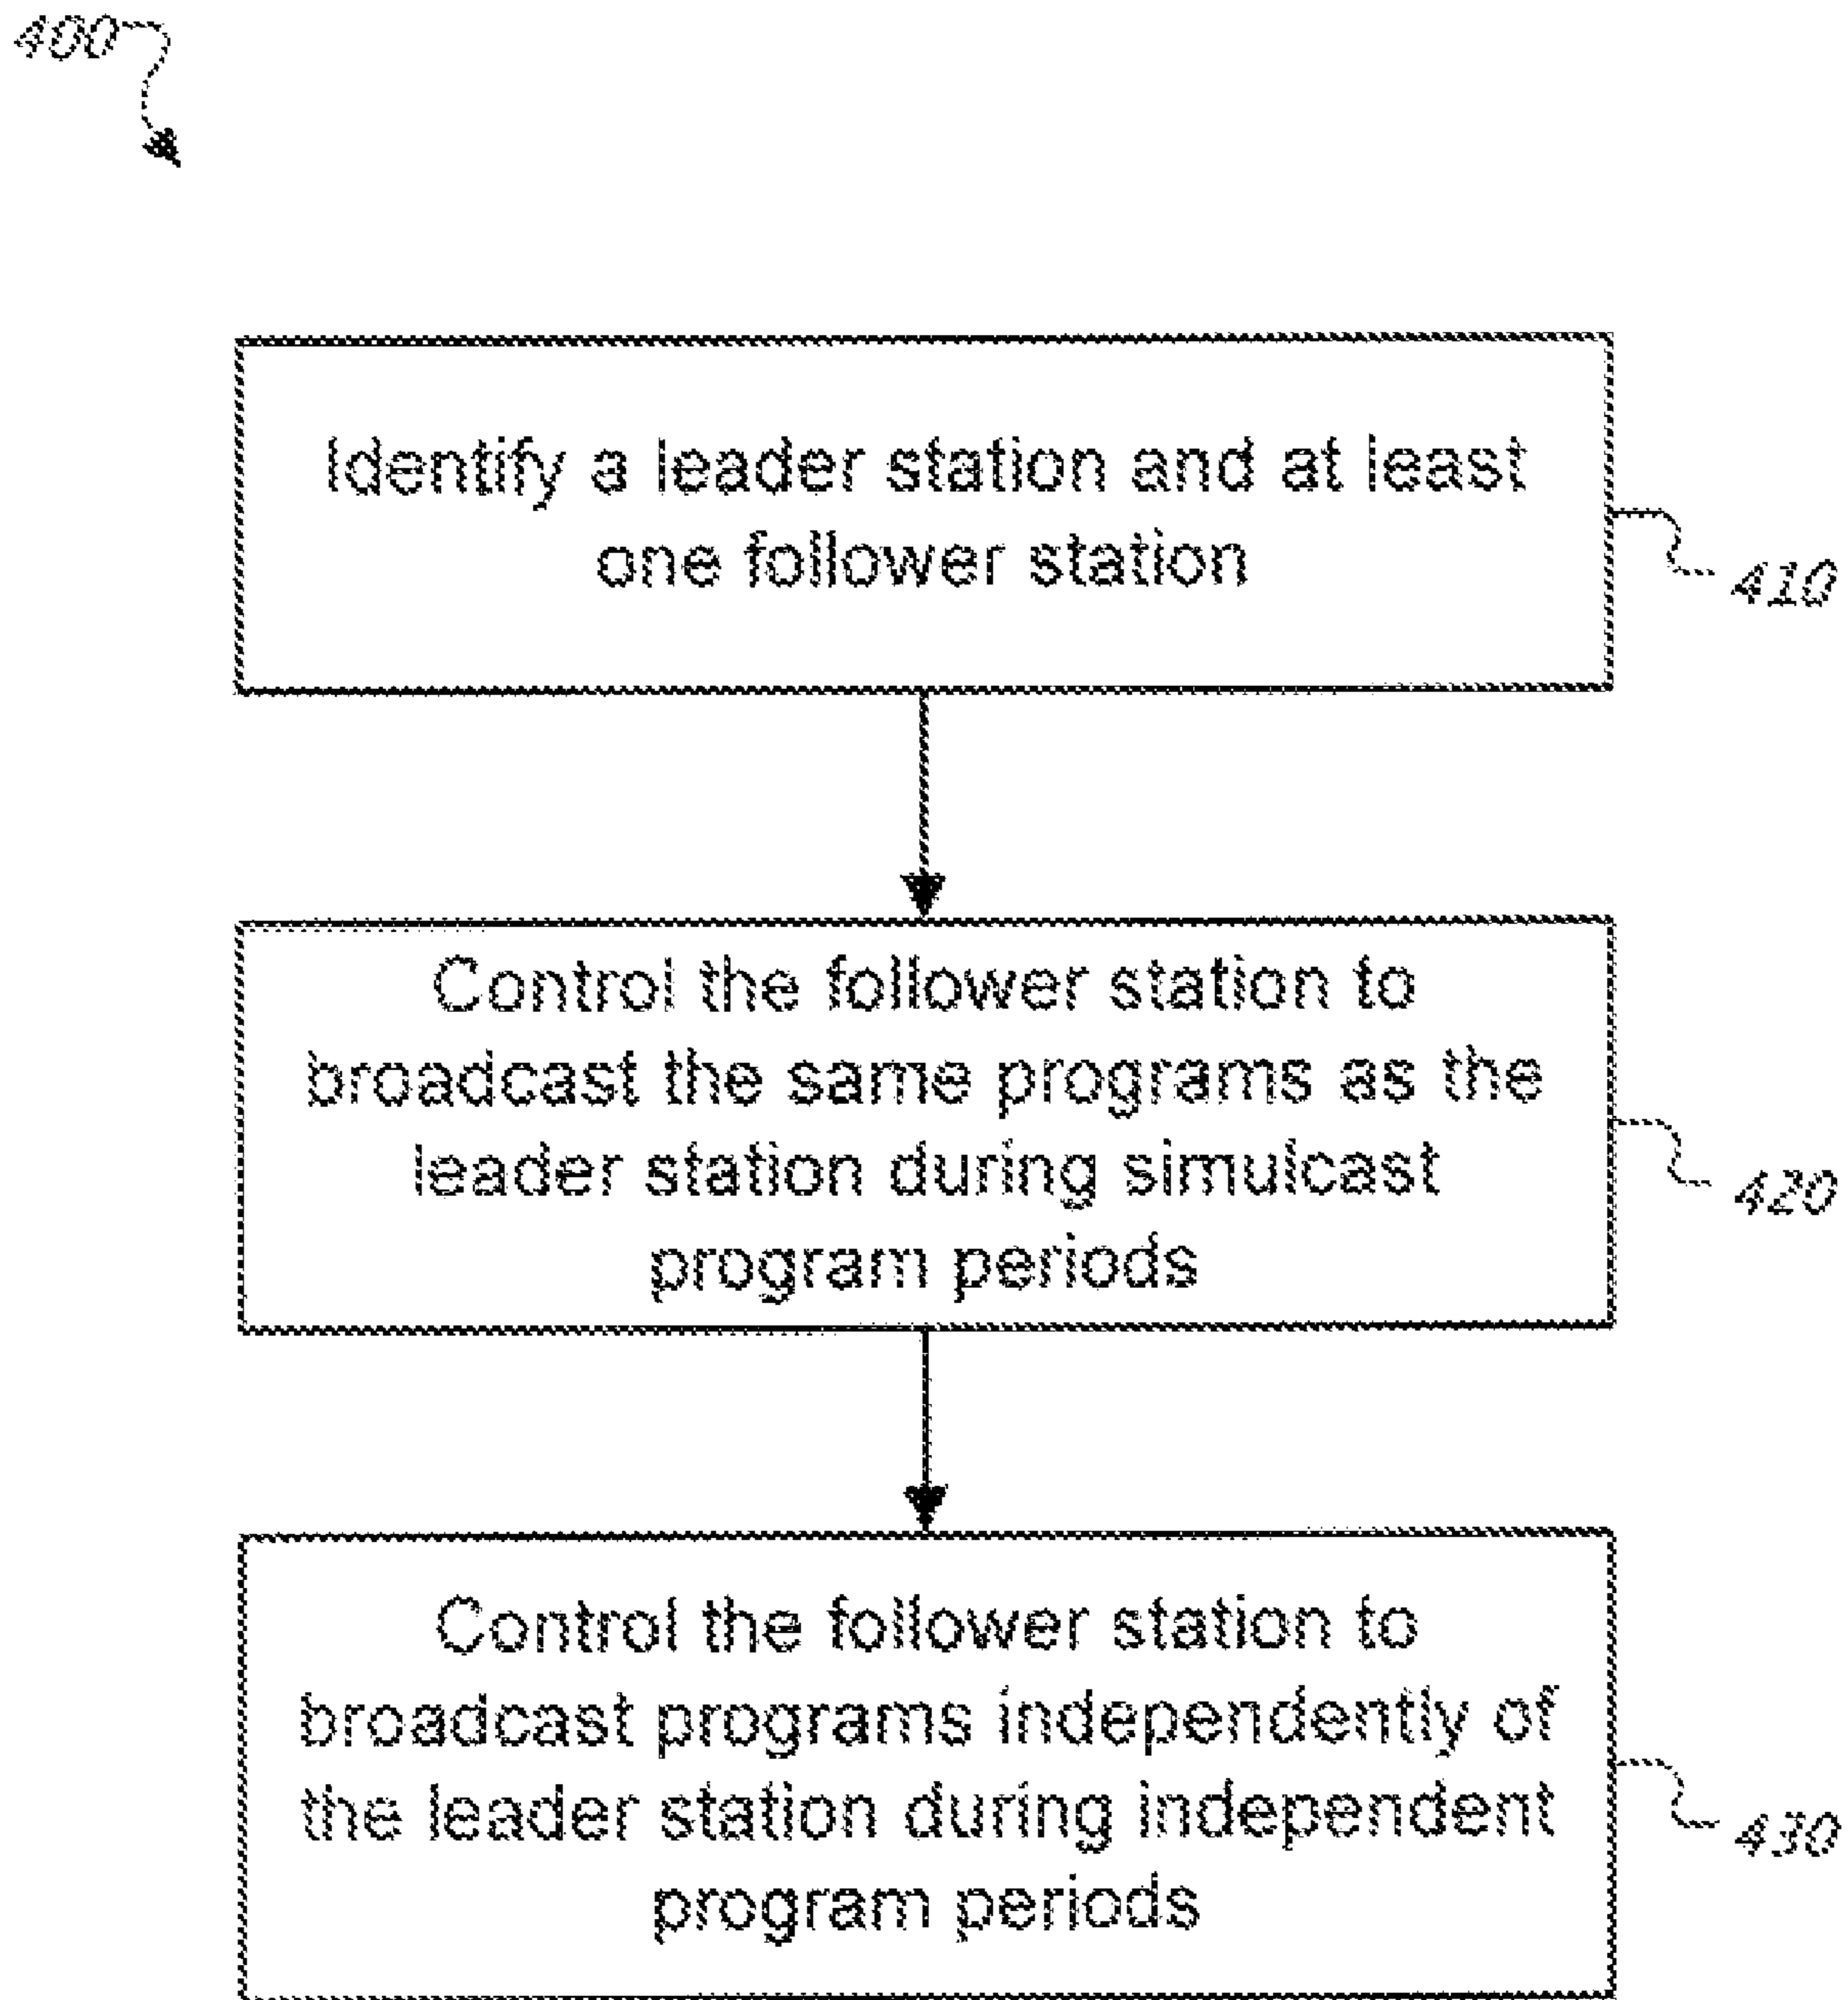 400
Identify a leader station and at least
one follower station
410
Control the follower station to
broadcast the same programs as the
leader station during simulcast
program periods
420
Control the follower station to
broadcast programs independently of
the leader station during independent
program periods
430